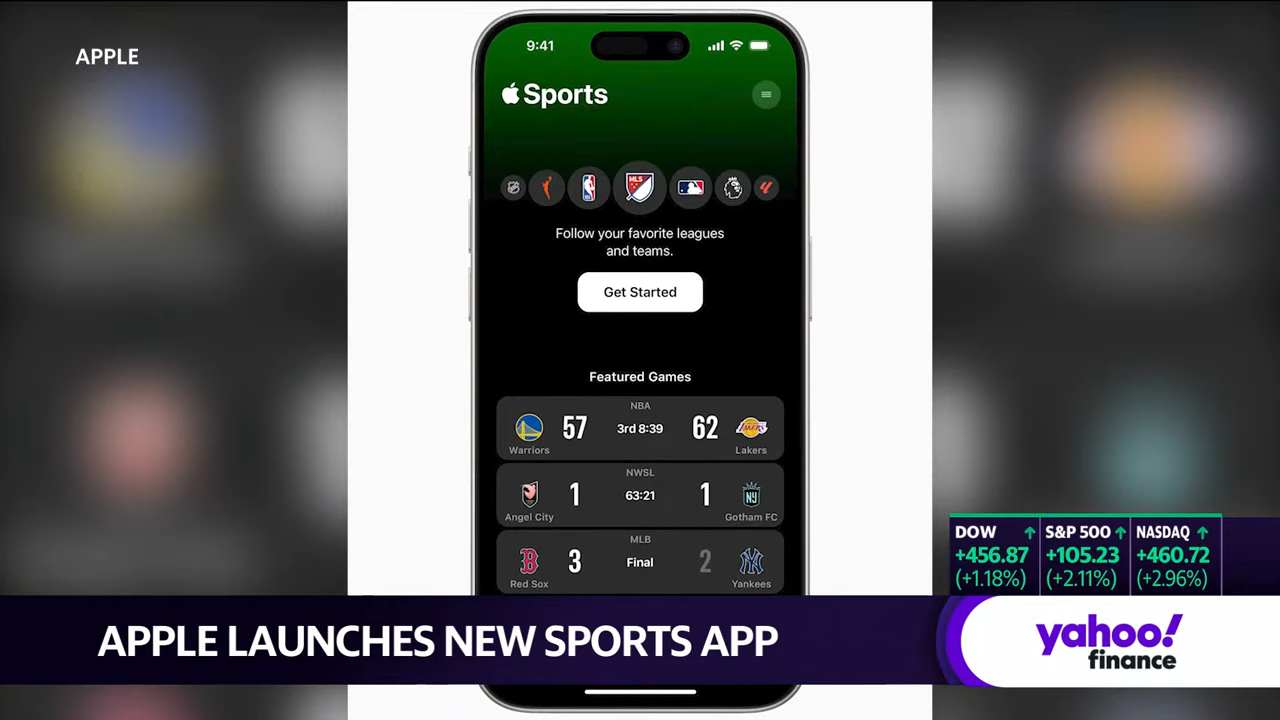 APPLE
9:41
Sports
MLS
Follow your favorite leagues
and teams.
Get Started
Featured Games
NBA
57 3rd 8:39 62
Warriors Lakers
NWSL
1 63:21 1
Angel City Gotham FC
MLB
3 Final 2
Red Sox Yankees
DOW S&P 500 NASDAQ
+456.87 +105.23 +460.72
(+1.18%) (+2.11%) (+2.96%)
APPLE LAUNCHES NEW SPORTS APP
yahoo!
finance